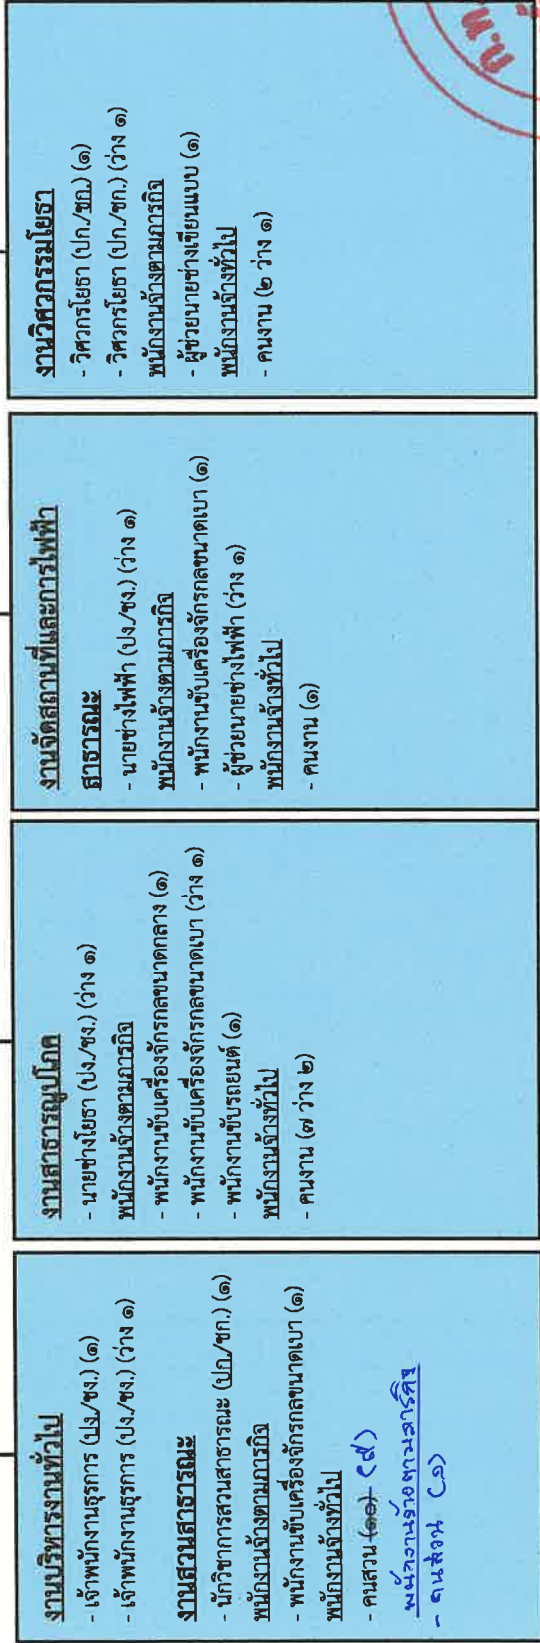 งานบริหารงานทั่วไป
- เจ้าพนักงานธุรการ (ปง./ชง.) (๑)
- เจ้าพนักงานธุรการ (ปง./ชง.) (ว่าง ๑)
งานสวนสาธารณะ
- นักวิชาการสวนสาธารณะ (ปก./ชก.) (๑)
พนักงานจ้างตามภารกิจ
- พนักงานขับเครื่องจักรกลขนาดเบา (๑)
พนักงานจ้างทั่วไป
- คนสวน (๑๐) (๙)
พนักงานจ้างตามภารกิจ
- คนสวน (๑)
งานสาธารณูปโภค
- นายช่างโยธา (ปง./ชง.) (ว่าง ๑)
พนักงานจ้างตามภารกิจ
- พนักงานขับเครื่องจักรกลขนาดกลาง (๑)
- พนักงานขับเครื่องจักรกลขนาดเบา (ว่าง ๑)
- พนักงานขับรถยนต์ (๑)
พนักงานจ้างทั่วไป
- คนงาน (๗ ว่าง ๒)
งานจัดสถานที่และการไฟฟ้า
สาธารณะ
- นายช่างไฟฟ้า (ปง./ชง.) (ว่าง ๑)
พนักงานจ้างตามภารกิจ
- พนักงานขับเครื่องจักรกลขนาดเบา (๑)
- ผู้ช่วยนายช่างไฟฟ้า (ว่าง ๑)
พนักงานจ้างทั่วไป
- คนงาน (๑)
งานวิศวกรรมโยธา
- วิศวกรโยธา (ปก./ชก.) (๑)
- วิศวกรโยธา (ปก./ชก.) (ว่าง ๑)
พนักงานจ้างตามภารกิจ
- ผู้ช่วยนายช่างเขียนแบบ (๑)
พนักงานจ้างทั่วไป
- คนงาน (๒ ว่าง ๑)
ก.ท.